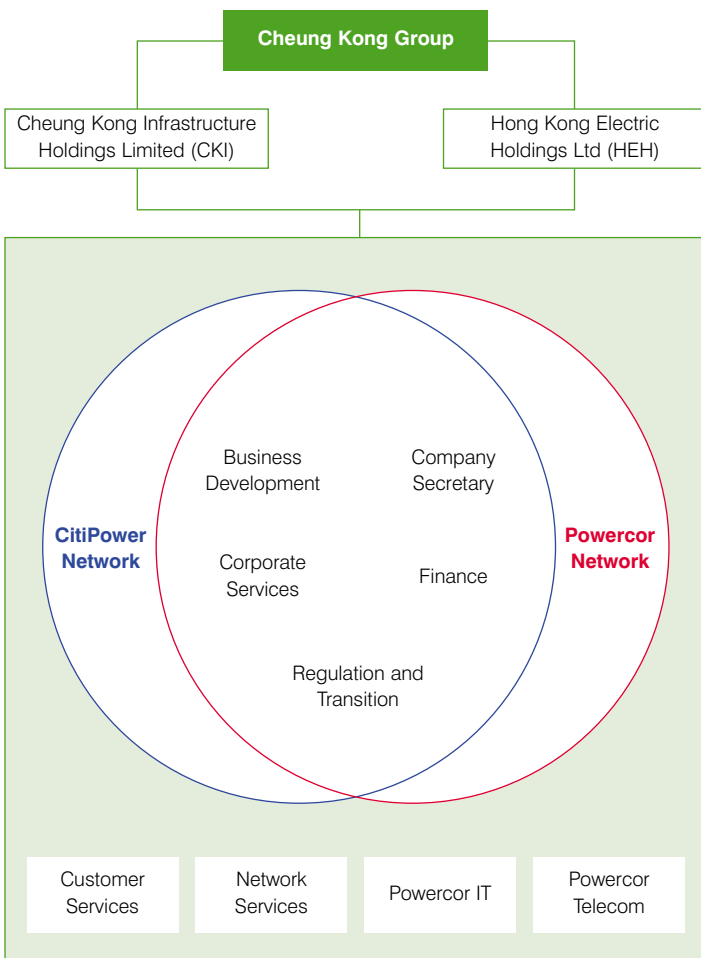 Cheung Kong Group
Cheung Kong Infrastructure
Holdings Limited (CKI)
Hong Kong Electric
Holdings Ltd (HEH)
Business
Development
Company
Secretary
CitiPower
Network
Powercor
Network
Corporate
Services
Finance
Regulation and
Transition
Customer
Services
Network
Services
Powercor IT
Powercor
Telecom